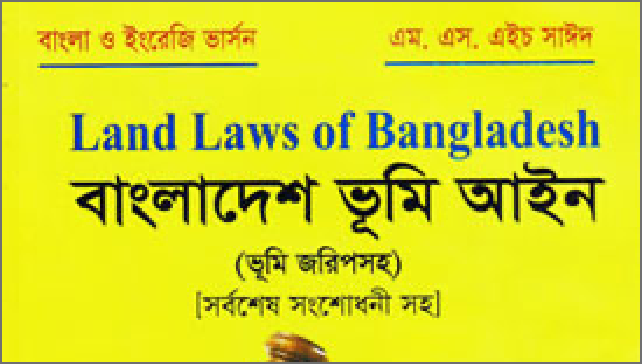 বাংলা ও ইংরেজি ভার্সন এম. এস. এইচ সাঈদ
Land Laws of Bangladesh
বাংলাদেশ ভূমি আইন
(ভূমি জরিপসহ)
[সর্বশেষ সংশোধনী সহ]